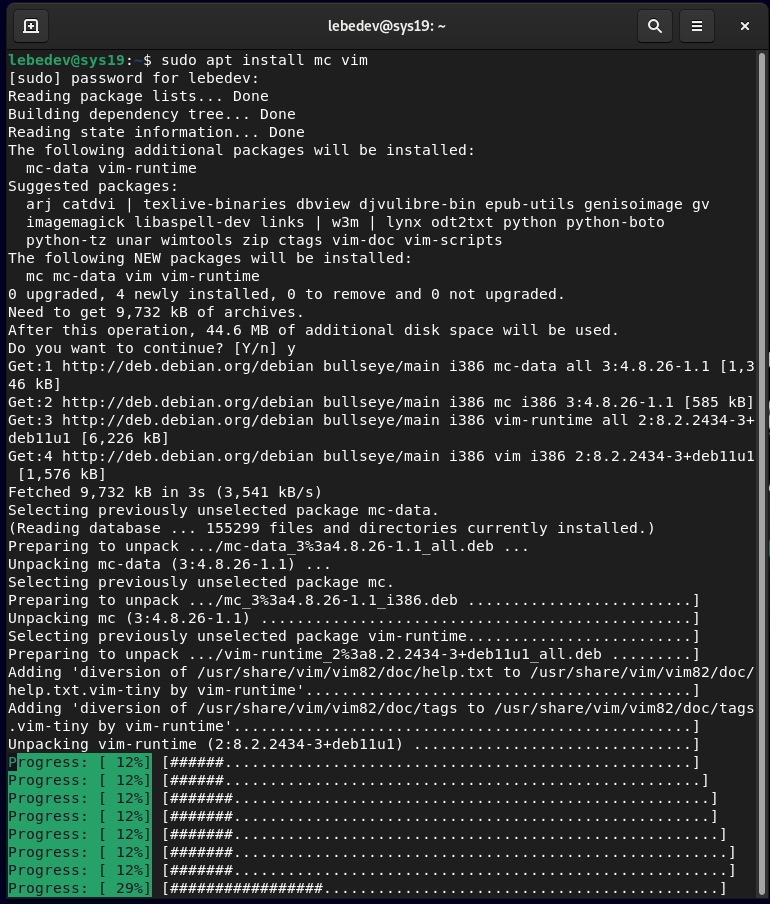 lebedev@sys19: ~
lebedev@sys19:~$ sudo apt install mc vim
[sudo] password for lebedev:
Reading package lists... Done
Building dependency tree... Done
Reading state information... Done
The following additional packages will be installed:
  mc-data vim-runtime
Suggested packages:
  arj catdvi | texlive-binaries dbview djvulibre-bin epub-utils genisoimage gv
  imagemagick libaspell-dev links | w3m | lynx odt2txt python python-boto
  python-tz unar wimtools zip ctags vim-doc vim-scripts
The following NEW packages will be installed:
  mc mc-data vim vim-runtime
0 upgraded, 4 newly installed, 0 to remove and 0 not upgraded.
Need to get 9,732 kB of archives.
After this operation, 44.6 MB of additional disk space will be used.
Do you want to continue? [Y/n] y
Get:1 http://deb.debian.org/debian bullseye/main i386 mc-data all 3:4.8.26-1.1 [1,3
46 kB]
Get:2 http://deb.debian.org/debian bullseye/main i386 mc i386 3:4.8.26-1.1 [585 kB]
Get:3 http://deb.debian.org/debian bullseye/main i386 vim-runtime all 2:8.2.2434-3+
deb11u1 [6,226 kB]
Get:4 http://deb.debian.org/debian bullseye/main i386 vim i386 2:8.2.2434-3+deb11u1
 [1,576 kB]
Fetched 9,732 kB in 3s (3,541 kB/s)
Selecting previously unselected package mc-data.
(Reading database ... 155299 files and directories currently installed.)
Preparing to unpack .../mc-data_3%3a4.8.26-1.1_all.deb ...
Unpacking mc-data (3:4.8.26-1.1) ...
Selecting previously unselected package mc.
Preparing to unpack .../mc_3%3a4.8.26-1.1_i386.deb .........................]
Unpacking mc (3:4.8.26-1.1) ................................................]
Selecting previously unselected package vim-runtime.........................]
Preparing to unpack .../vim-runtime_2%3a8.2.2434-3+deb11u1_all.deb .........]
Adding 'diversion of /usr/share/vim/vim82/doc/help.txt to /usr/share/vim/vim82/doc/
help.txt.vim-tiny by vim-runtime'...........................................]
Adding 'diversion of /usr/share/vim/vim82/doc/tags to /usr/share/vim/vim82/doc/tags
.vim-tiny by vim-runtime'...................................................]
Unpacking vim-runtime (2:8.2.2434-3+deb11u1) ...............................]
Progress: [ 12%] [######....................................................]
Progress: [ 12%] [######.....................................................]
Progress: [ 12%] [#######.....................................................]
Progress: [ 12%] [#######.....................................................]
Progress: [ 12%] [#######......................................................]
Progress: [ 12%] [#######.......................................................]
Progress: [ 12%] [#######.......................................................]
Progress: [ 29%] [#################............................................]